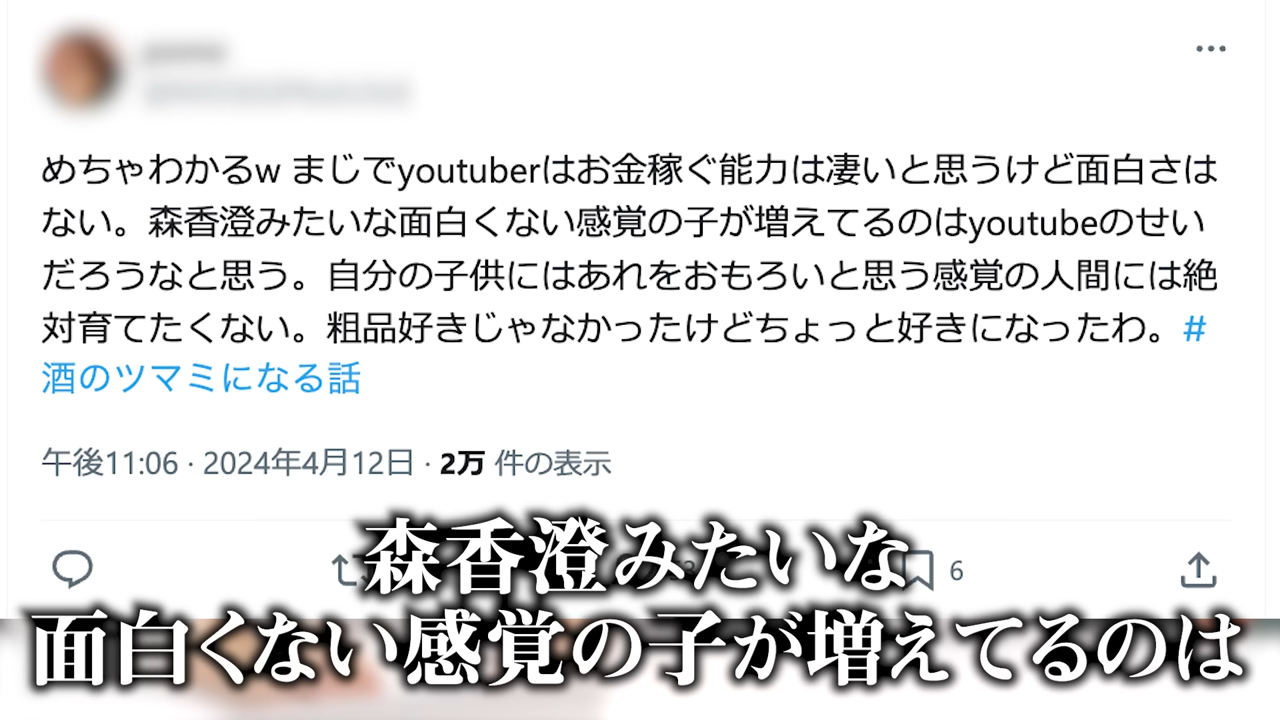 めちゃわかるw まじでyoutuberはお金稼ぐ能力は凄いと思うけど面白さは
ない。森香澄みたいな面白くない感覚の子が増えてるのはyoutubeのせい
だろうなと思う。自分の子供にはあれをおもろいと思う感覚の人間には絶
対育てたくない。粗品好きじゃなかったけどちょっと好きになったわ。#
酒のツマミになる話
午後11:06 · 2024年4月12日 · 2万 件の表示
6
森香澄みたいな
面白くない感覚の子が増えてるのは